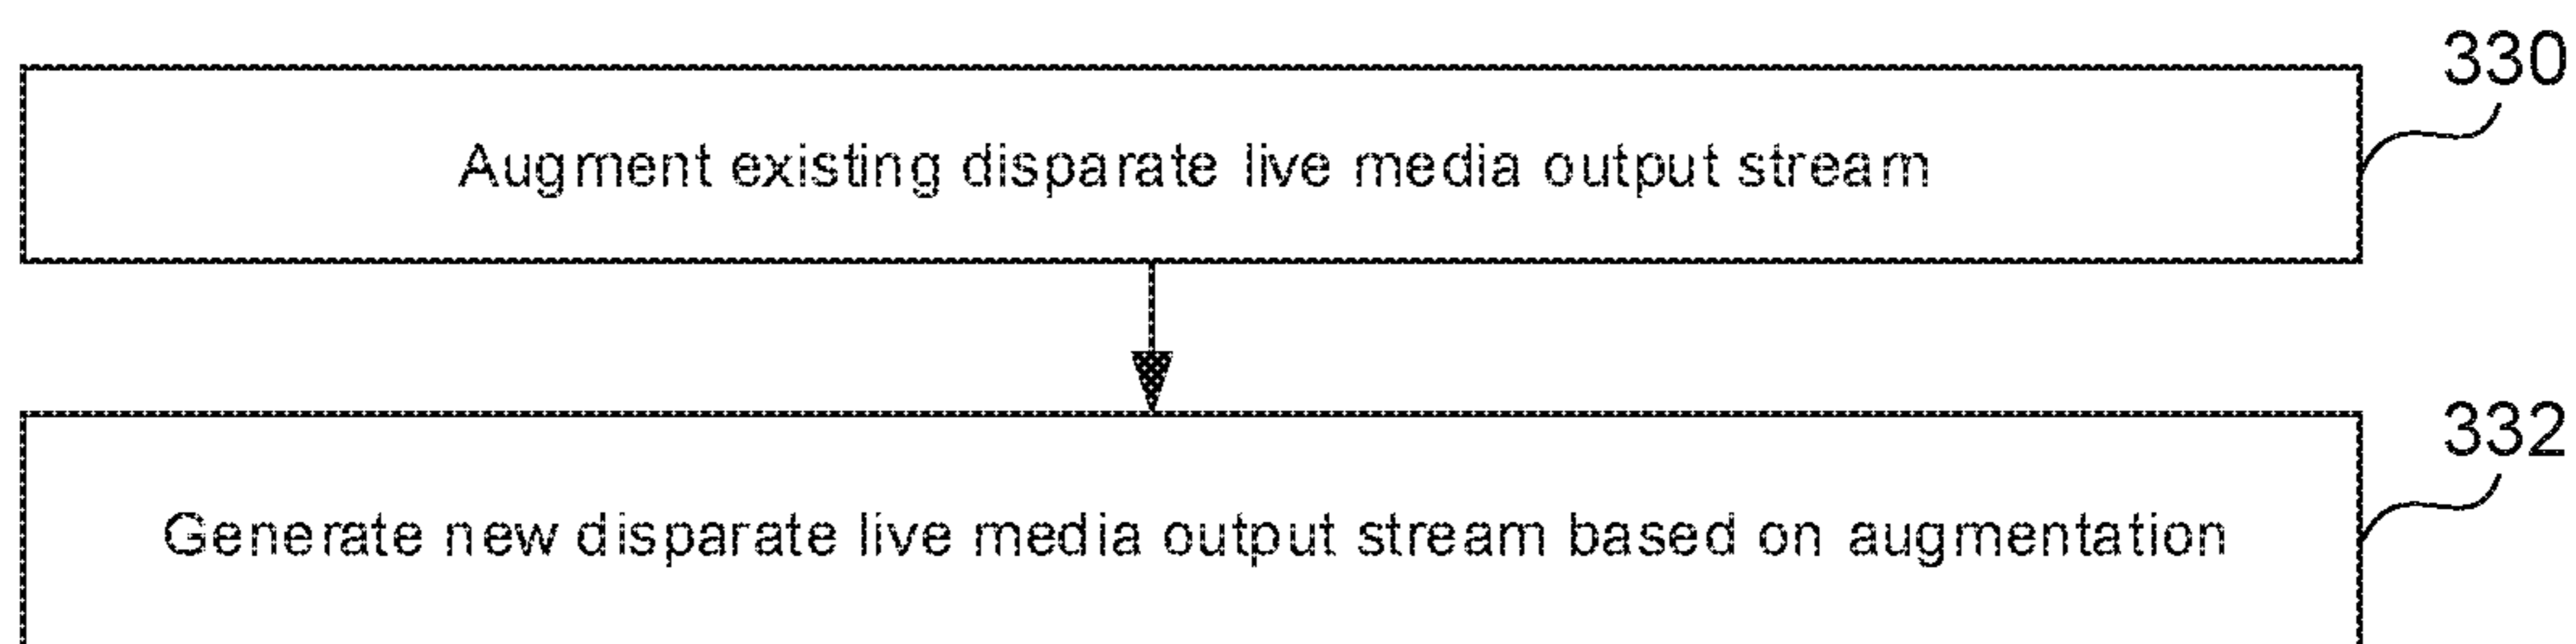 330
Augment existing disparate live media output stream
332
Generate new disparate live media output stream based on augmentation